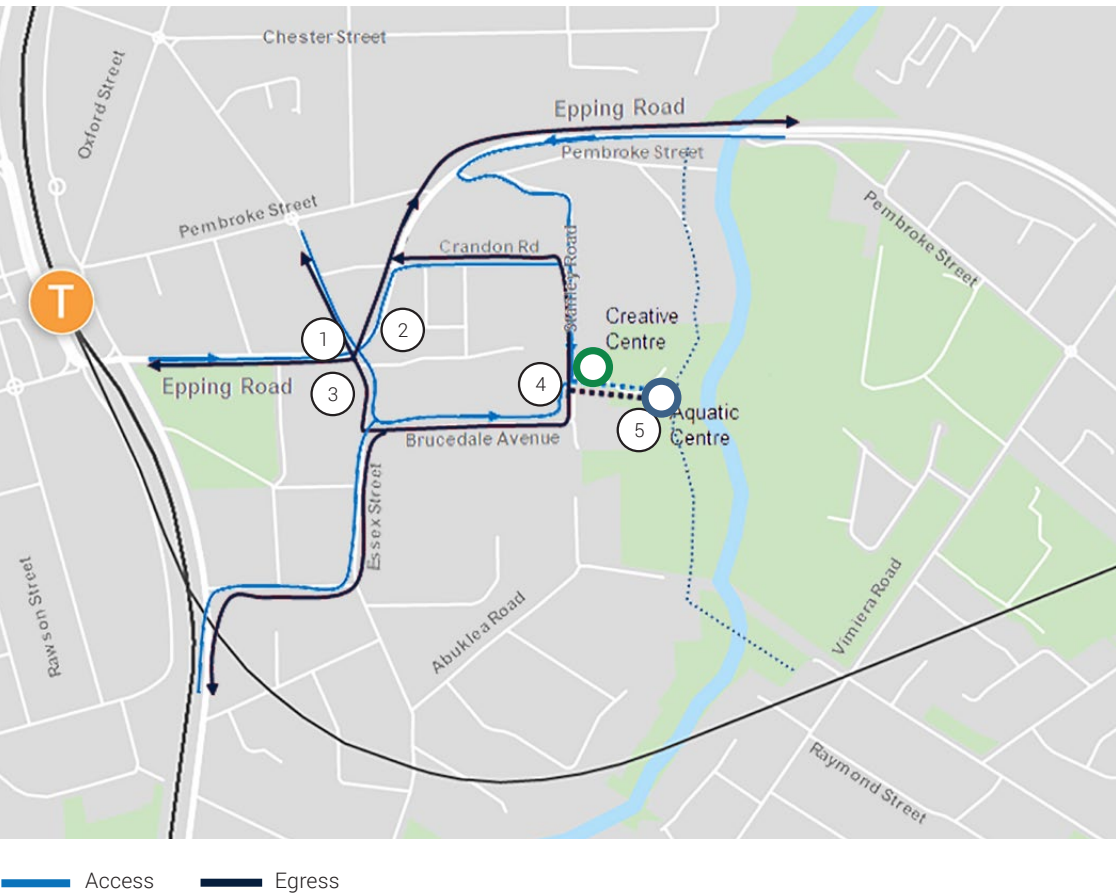 Chester Street
Oxford Street
Epping Road
Pembroke Street
Pembroke Street
Pembroke Street
Crandon Rd
Stanley Road
T
1
2
Creative
Centre
Epping Road
3
4
5
Aquatic
Centre
Brucedale Avenue
Essex Street
Rawson Street
Abuklea Road
Vimiera Road
Raymond Street
Access
Egress